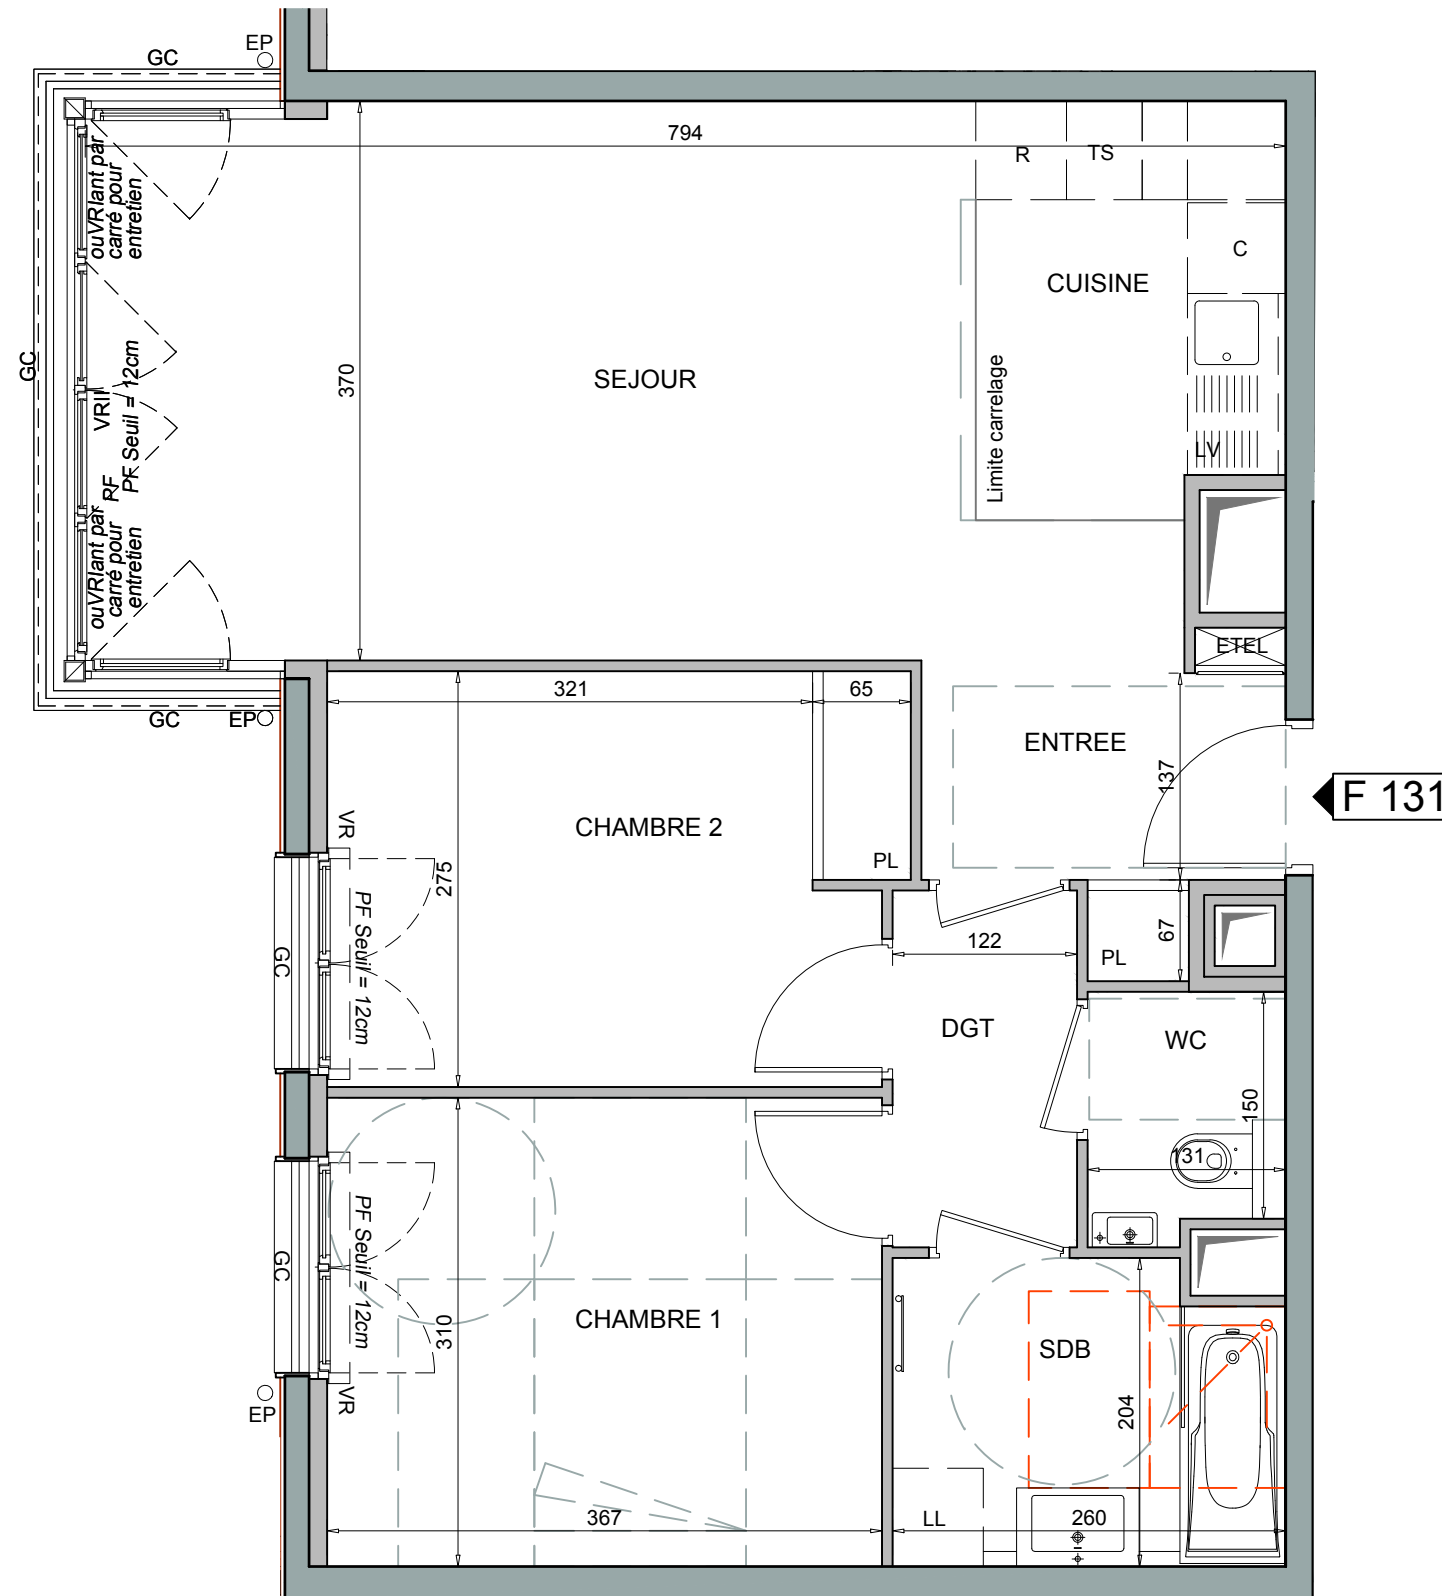 GC
EP
794
R
TS
ouVRlant par
carré pour
entretien
C
CUISINE
GC
370
SEJOUR
VRII
PF Seuil = 12cm
PF
Limite carrelage
LV
ouVRlant par
carré pour
entretien
ETEL
GC
EP
321
65
ENTREE
137
F 131
VR
CHAMBRE 2
275
PL
PF Seuil = 12cm
GC
122
67
PL
DGT
WC
150
131
PF Seuil = 12cm
GC
310
CHAMBRE 1
SDB
VR
EP
204
367
LL
260